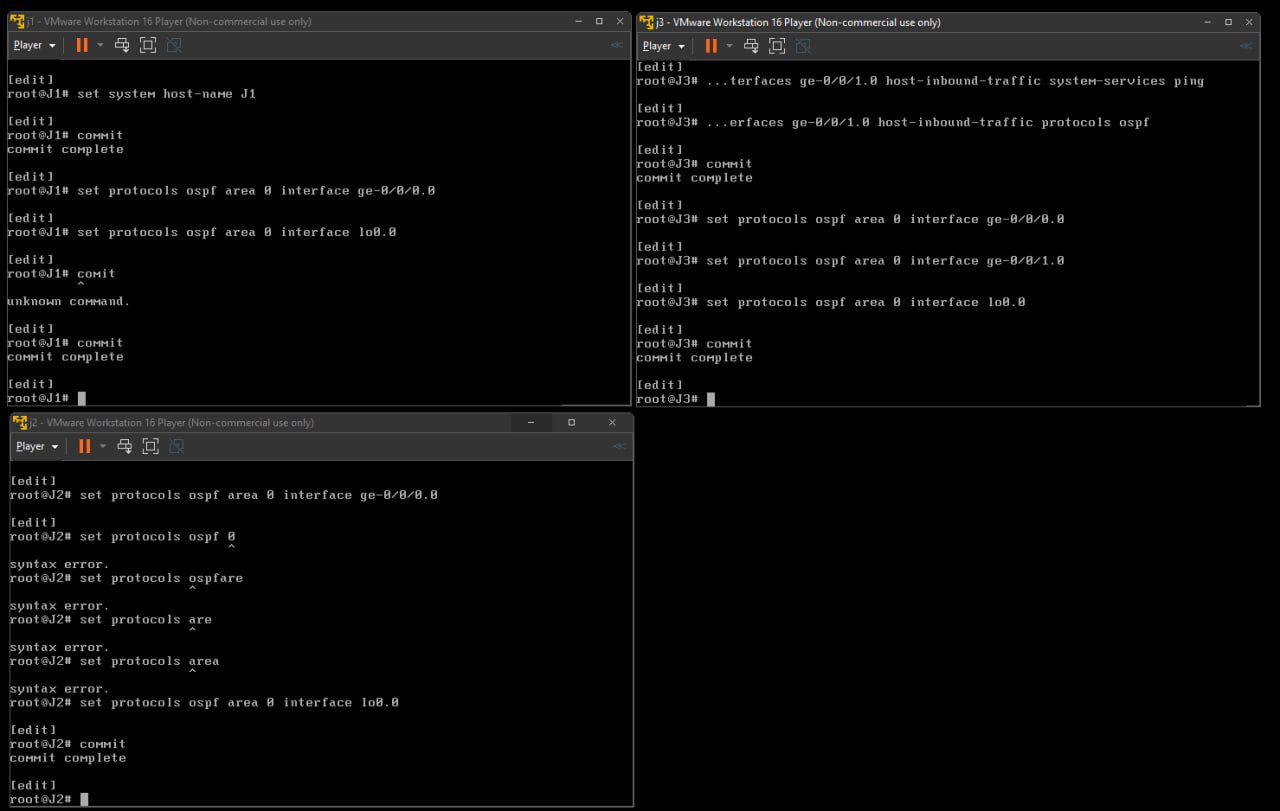 j1 - VMware Workstation 16 Player (Non-commercial use only)
Player
[edit]
root@J1# set system host-name J1
[edit]
root@J1# commit
commit complete
[edit]
root@J1# set protocols ospf area 0 interface ge-0/0/0.0
[edit]
root@J1# set protocols ospf area 0 interface lo0.0
[edit]
root@J1# comit
^
unknown command.
[edit]
root@J1# commit
commit complete
[edit]
root@J1#
j3 - VMware Workstation 16 Player (Non-commercial use only)
Player
[edit]
root@J3# ...terfaces ge-0/0/1.0 host-inbound-traffic system-services ping
[edit]
root@J3# ...erfaces ge-0/0/1.0 host-inbound-traffic protocols ospf
[edit]
root@J3# commit
commit complete
[edit]
root@J3# set protocols ospf area 0 interface ge-0/0/0.0
[edit]
root@J3# set protocols ospf area 0 interface ge-0/0/1.0
[edit]
root@J3# set protocols ospf area 0 interface lo0.0
[edit]
root@J3# commit
commit complete
[edit]
root@J3#
j2 - VMware Workstation 16 Player (Non-commercial use only)
Player
[edit]
root@J2# set protocols ospf area 0 interface ge-0/0/0.0
[edit]
root@J2# set protocols ospf 0
^
syntax error.
root@J2# set protocols ospfare
^
syntax error.
root@J2# set protocols are
^
syntax error.
root@J2# set protocols area
^
syntax error.
root@J2# set protocols ospf area 0 interface lo0.0
[edit]
root@J2# commit
commit complete
[edit]
root@J2#